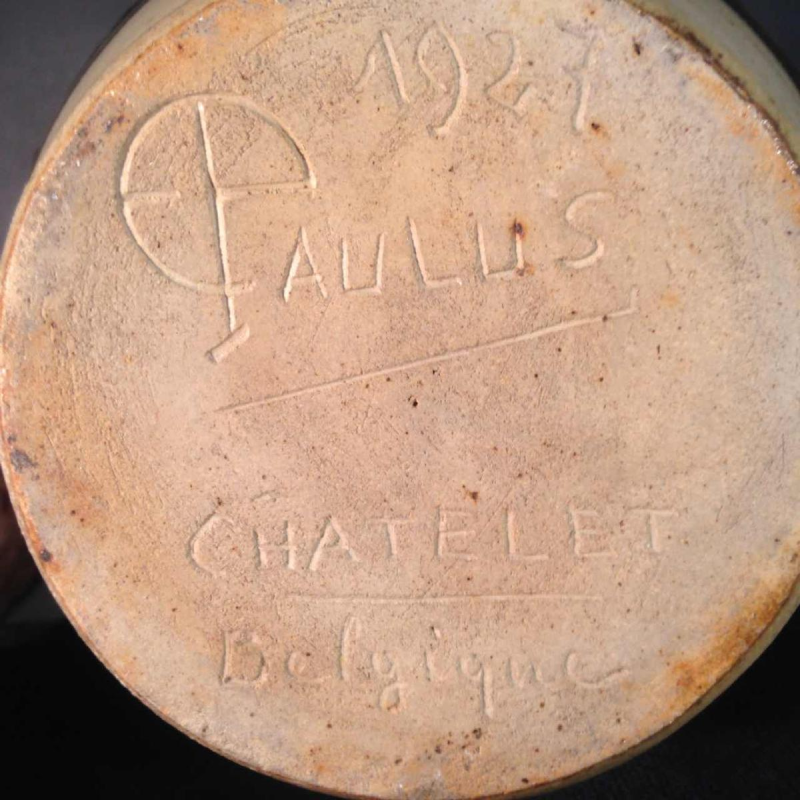 1927
PAULUS
CHATELET
Belgique